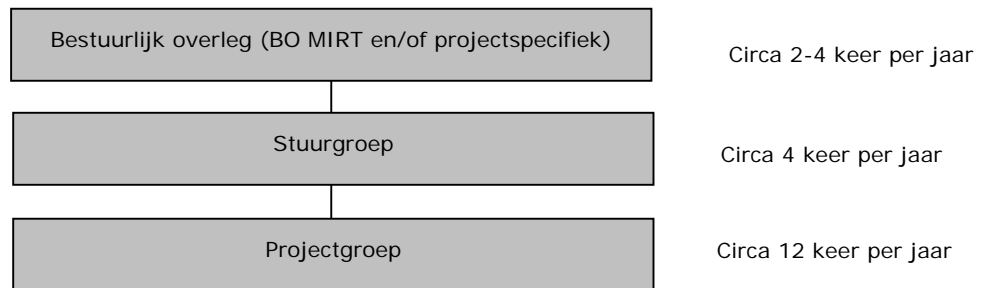 Bestuurlijk overleg (BO MIRT en/of projectspecifiek)
Circa 2-4 keer per jaar
Stuurgroep
Circa 4 keer per jaar
Projectgroep
Circa 12 keer per jaar